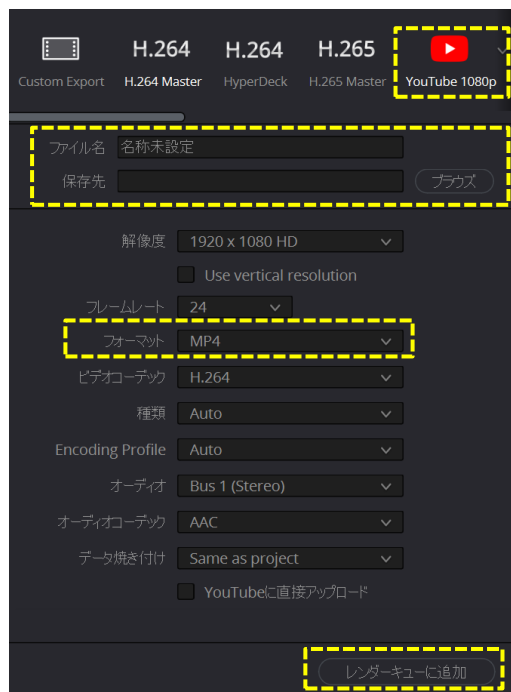 H.264 H.264 H.265
Custom Export H.264 Master HyperDeck H.265 Master YouTube 1080p
ファイル名 名称未設定
保存先 ブラウズ
解像度 1920 x 1080 HD
Use vertical resolution
フレームレート 24
フォーマット MP4
ビデオコーデック H.264
種類 Auto
Encoding Profile Auto
オーディオ Bus 1 (Stereo)
オーディオコーデック AAC
データ焼き付け Same as project
YouTubeに直接アップロード
レンダーキューに追加